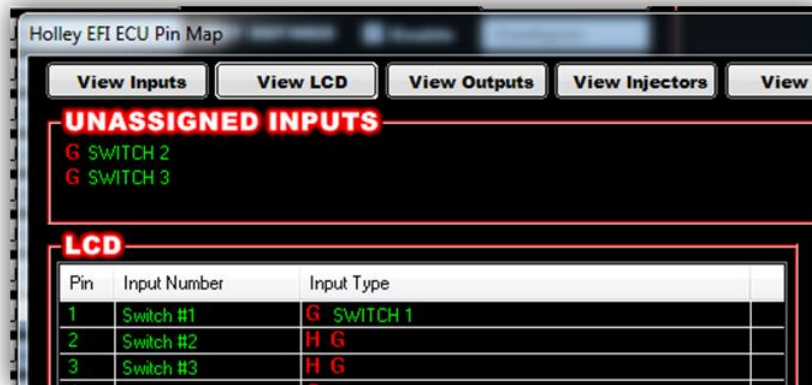 Holley EFI ECU Pin Map
View Inputs View LCD View Outputs View Injectors View
UNASSIGNED INPUTS
G SWITCH 2
G SWITCH 3
LCD
Pin Input Number Input Type
1 Switch #1 G SWITCH 1
2 Switch #2 H G
3 Switch #3 H G